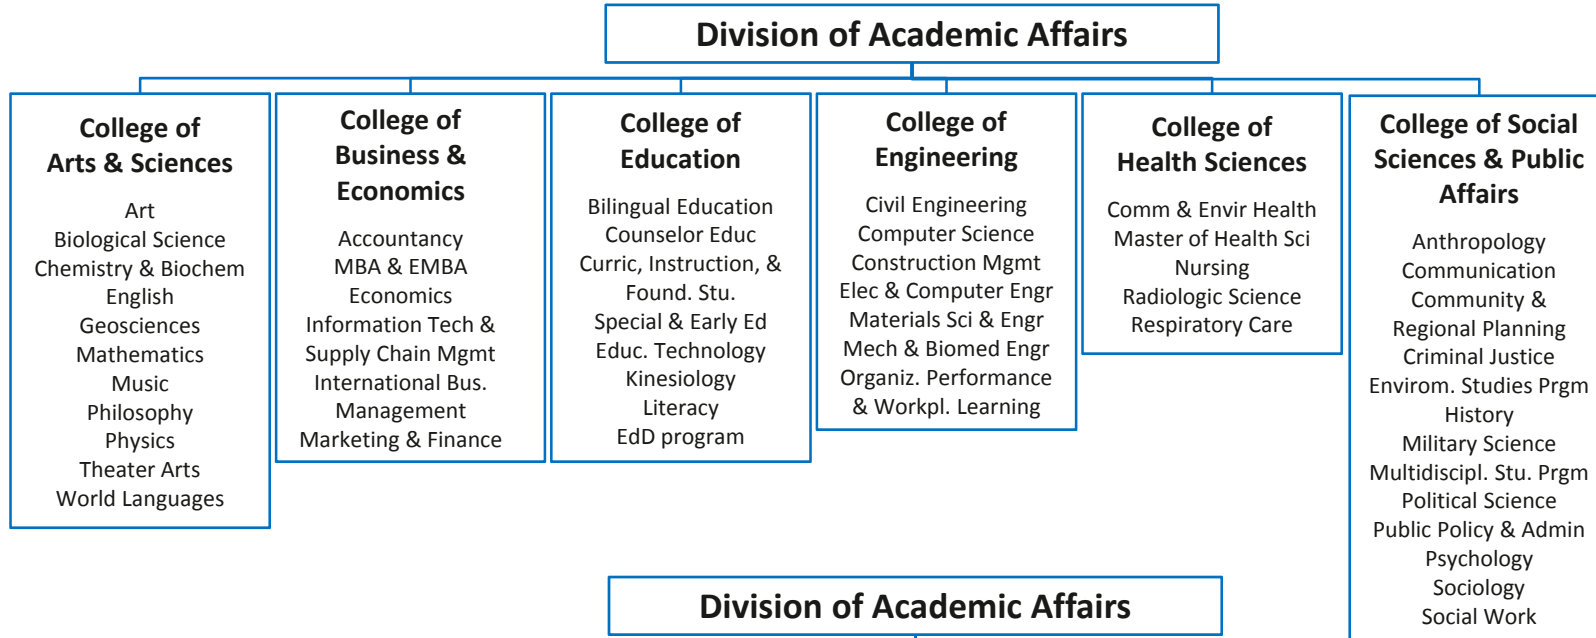 Division of Academic Affairs
College of
Arts & Sciences
Art
Biological Science
Chemistry & Biochem
English
Geosciences
Mathematics
Music
Philosophy
Physics
Theater Arts
World Languages
College of
Business &
Economics
Accountancy
MBA & EMBA
Economics
Information Tech &
Supply Chain Mgmt
International Bus.
Management
Marketing & Finance
College of
Education
Bilingual Education
Counselor Educ
Curric, Instruction, &
Found. Stu.
Special & Early Ed
Educ. Technology
Kinesiology
Literacy
EdD program
College of
Engineering
Civil Engineering
Computer Science
Construction Mgmt
Elec & Computer Engr
Materials Sci & Engr
Mech & Biomed Engr
Organiz. Performance
& Workpl. Learning
College of
Health Sciences
Comm & Envir Health
Master of Health Sci
Nursing
Radiologic Science
Respiratory Care
College of Social
Sciences & Public
Affairs
Anthropology
Communication
Community &
Regional Planning
Criminal Justice
Envirom. Studies Prgm
History
Military Science
Multidiscipl. Stu. Prgm
Political Science
Public Policy & Admin
Psychology
Sociology
Social Work
Division of Academic Affairs